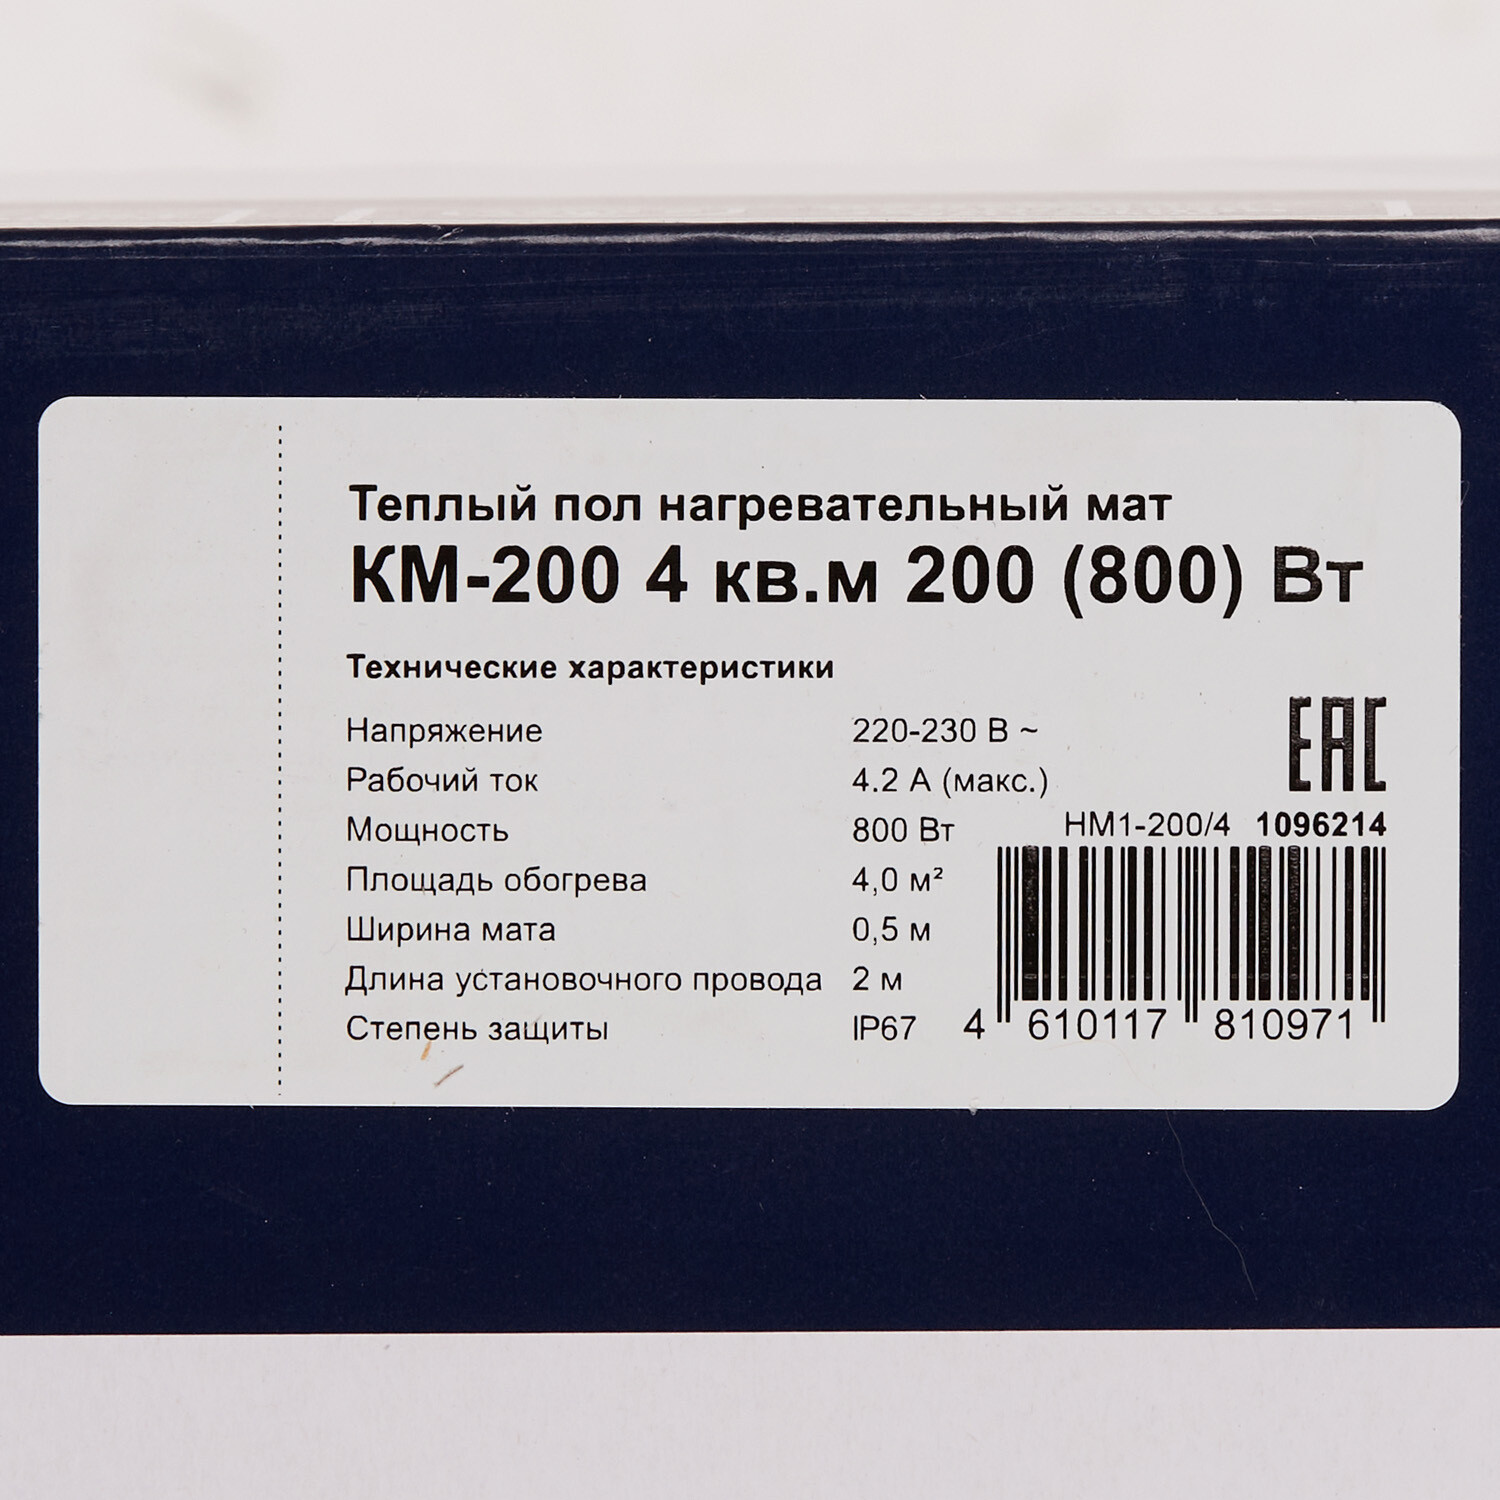 Теплый пол нагревательный мат
КМ-200 4 кв.м 200 (800) Вт
Технические характеристики
Напряжение 220-230 В ~
Рабочий ток 4.2 А (макс.)
Мощность 800 Вт
Площадь обогрева 4,0 м²
Ширина мата 0,5 м
Длина установочного провода 2 м
Степень защиты IP67
ЕАС
НМ1-200/4 1096214
4 610117 810971